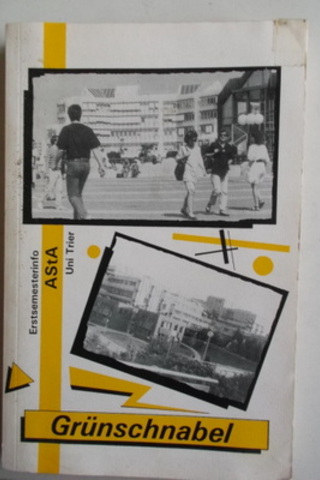 Erstsemesterinfo
AStA
Uni Trier
Grünschnabel